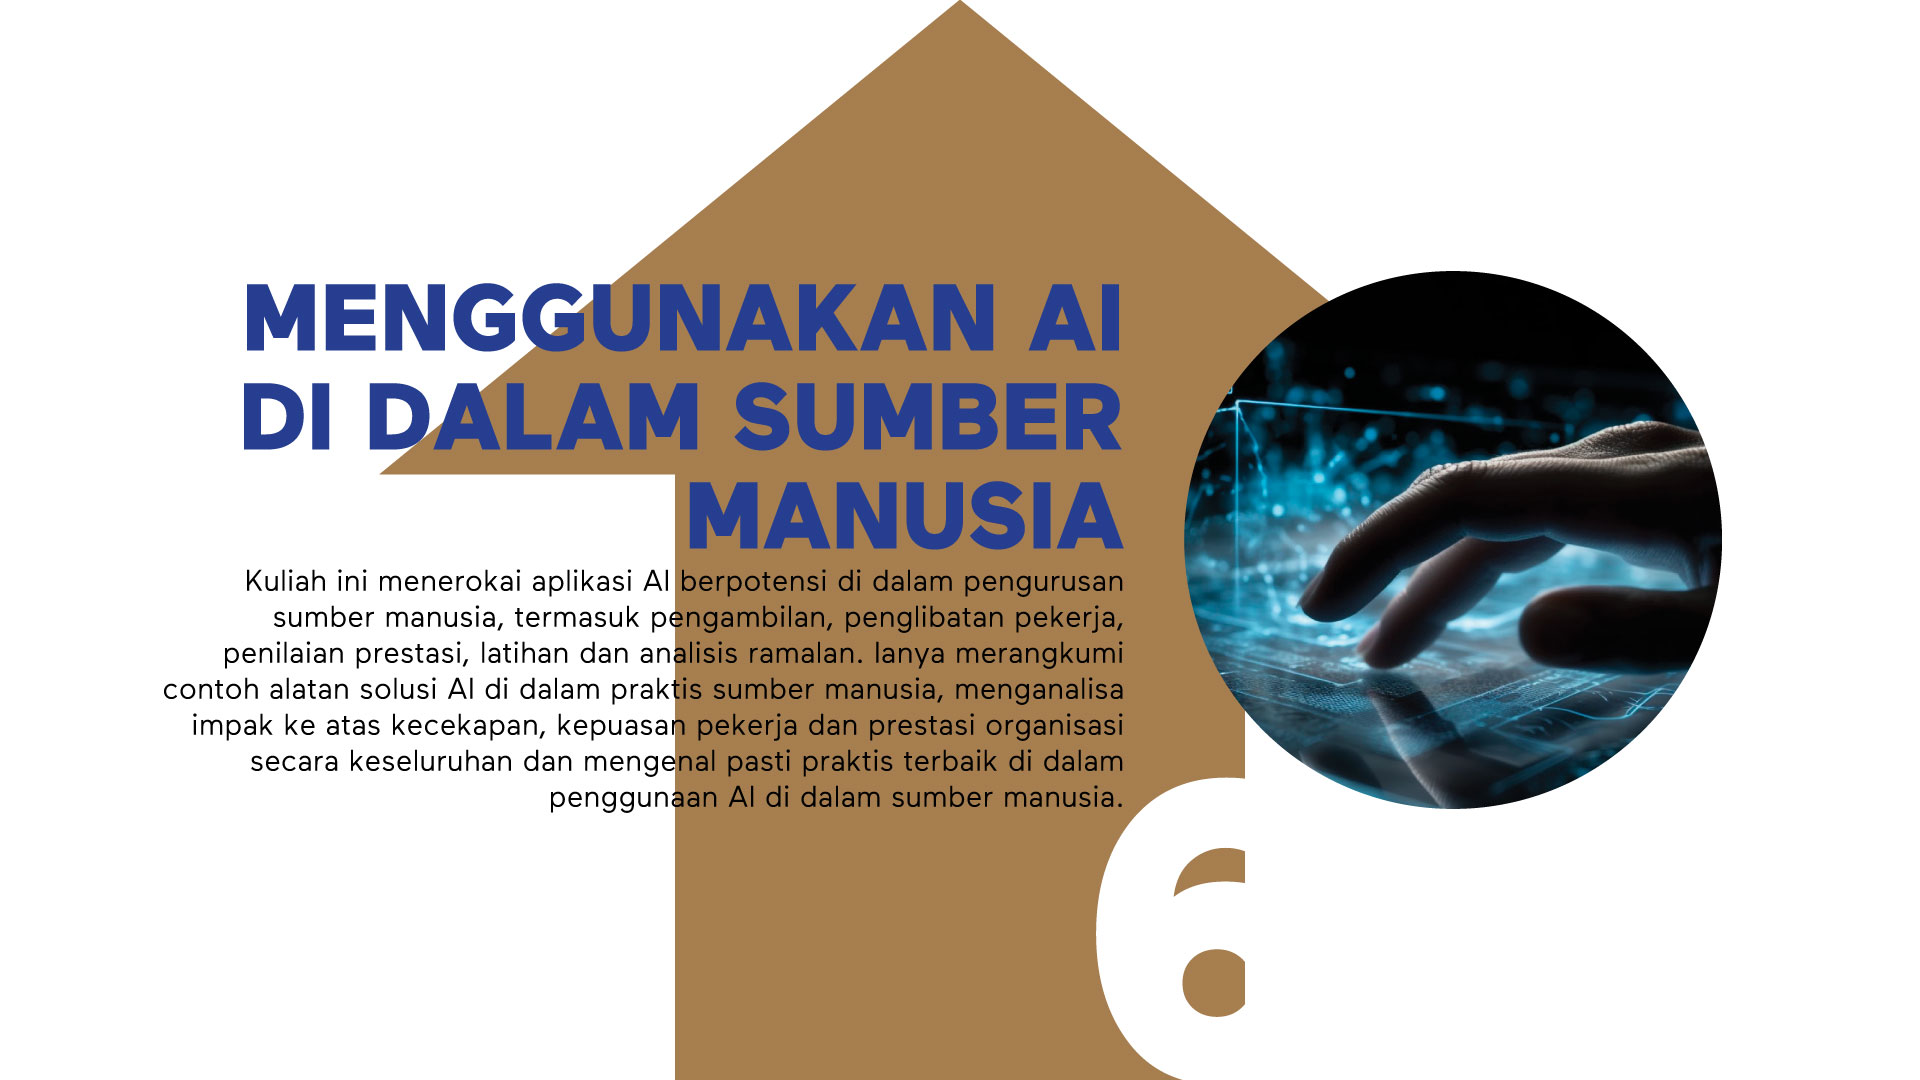 MENGGUNAKAN AI
DI DALAM SUMBER
MANUSIA
Kuliah ini menerokai aplikasi AI berpotensi di dalam pengurusan
sumber manusia, termasuk pengambilan, penglibatan pekerja,
penilaian prestasi, latihan dan analisis ramalan. Ianya merangkumi
contoh alatan solusi AI di dalam praktis sumber manusia, menganalisa
impak ke atas kecekapan, kepuasan pekerja dan prestasi organisasi
secara keseluruhan dan mengenal pasti praktis terbaik di dalam
penggunaan AI di dalam sumber manusia.
6